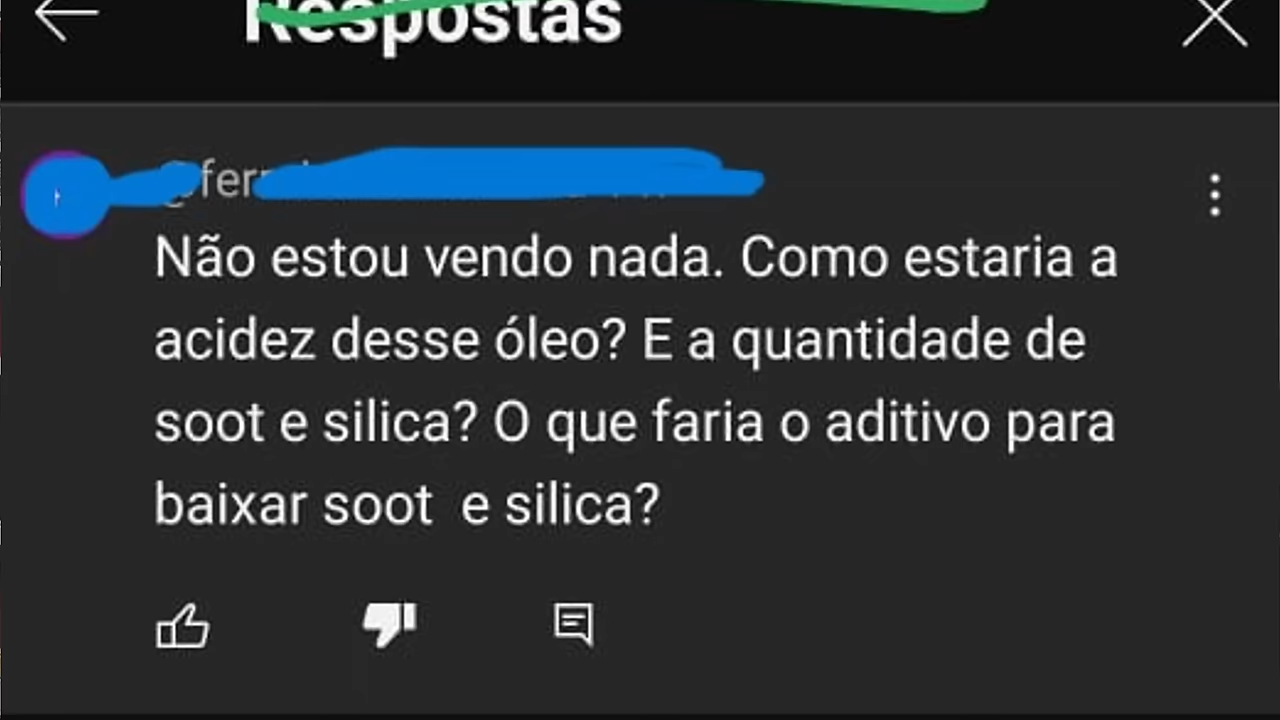 Respostas
Não estou vendo nada. Como estaria a
acidez desse óleo? E a quantidade de
soot e silica? O que faria o aditivo para
baixar soot e silica?